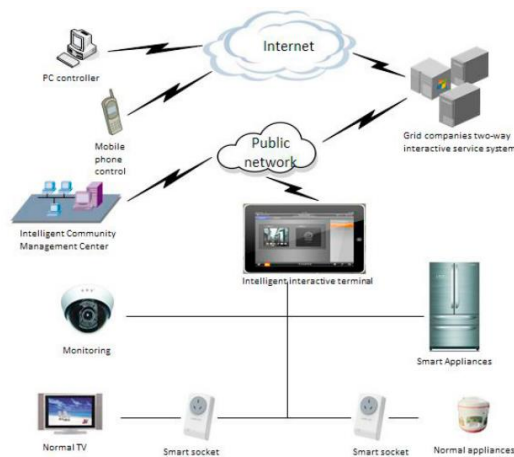 Internet
PC controller
Mobile
phone
control
Grid companies two-way
interactive service system
Public
network
Intelligent Community
Management Center
Intelligent interactive terminal
Monitoring
Smart Appliances
Normal TV
Smart socket
Smart socket
Normal appliances